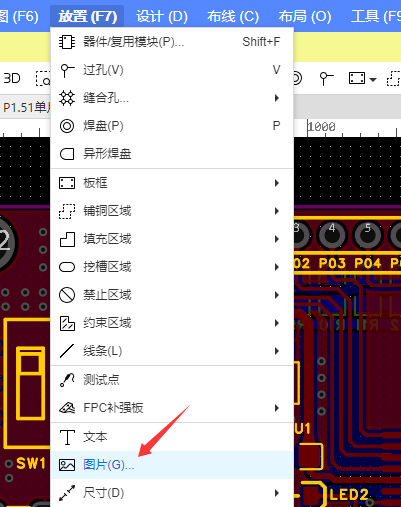 图 (F6) 放置 (F7) 设计 (D) 布线 (C) 布局 (O) 工具 (F9
器件/复用模块(P)... Shift+F
3D 过孔(V) V
P1.51单片 缝合孔...
焊盘(P) P
1000
异形焊盘
板框
铺铜区域
2 填充区域 3 4 5
挖槽区域 02 P03 P04 P0
禁止区域
约束区域
线条(L)
测试点
FPC补强板
文本 U1
SW1 图片(G)...
尺寸(D) LED2